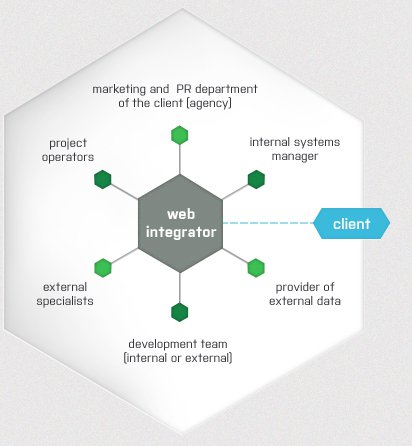 marketing and PR department
of the client (agency)
project
operators
internal systems
manager
web
integrator
client
external
specialists
provider of
external data
development team
(internal or external)